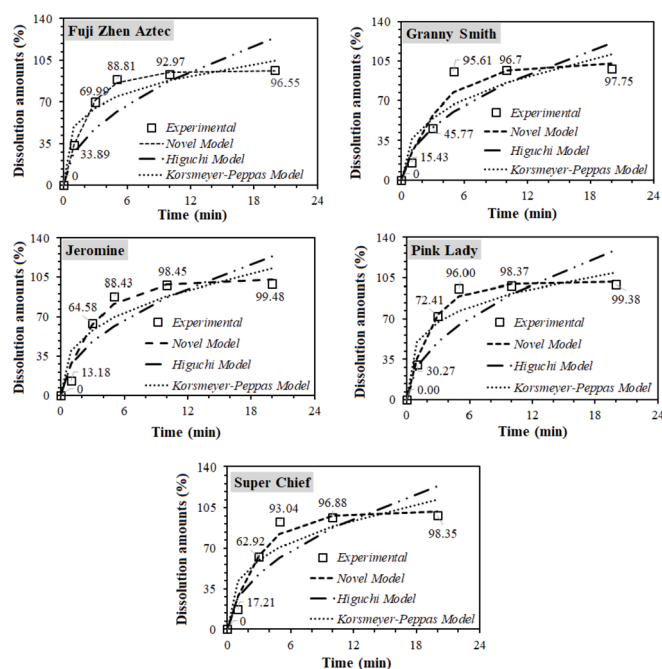 Fuji Zhen Aztec
Dissolution amounts (%)
140
105
70
35
0
88.81
92.97
69.99
96.55
33.89
0
Experimental
Novel Model
Higuchi Model
Korsmeyer-Peppas Model
0 6 12 18 24
Time (min)
Granny Smith
Dissolution amounts (%)
140
105
70
35
0
95.61
96.7
97.75
45.77
15.43
0
Experimental
Novel Model
Higuchi Model
Korsmeyer-Peppas Model
0 6 12 18 24
Time (min)
Jeromine
Dissolution amounts (%)
140
105
70
35
0
88.43
98.45
64.58
99.48
13.18
0
Experimental
Novel Model
Higuchi Model
Korsmeyer-Peppas Model
0 6 12 18 24
Time (min)
Pink Lady
Dissolution amounts (%)
140
105
70
35
0
96.00
98.37
72.41
99.38
30.27
0.00
Experimental
Novel Model
Higuchi Model
Korsmeyer-Peppas Model
0 6 12 18 24
Time (min)
Super Chief
Dissolution amounts (%)
140
105
70
35
0
93.04
96.88
62.92
98.35
17.21
0
Experimental
Novel Model
Higuchi Model
Korsmeyer-Peppas Model
0 6 12 18 24
Time (min)